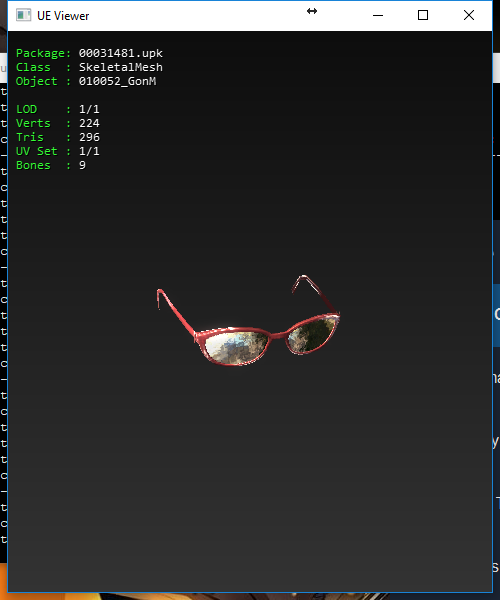 UE Viewer
Package: 00031481.upk
Class : SkeletalMesh
Object : 010052_GonM
LOD : 1/1
Verts : 224
Tris : 296
UV Set : 1/1
Bones : 9